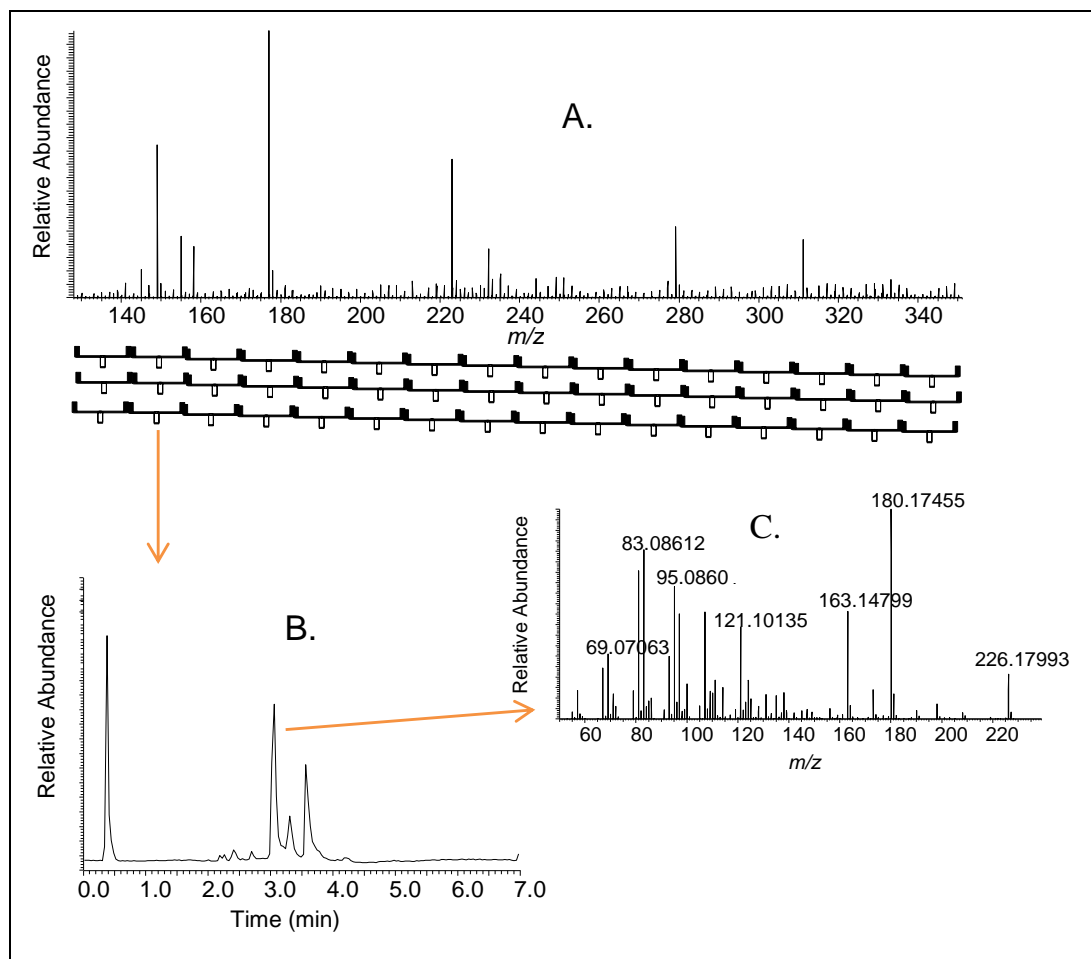 A.
Relative Abundance
140 160 180 200 220 240 260 280 300 320 340
m/z
B.
Relative Abundance
0.0 1.0 2.0 3.0 4.0 5.0 6.0 7.0
Time (min)
C.
Relative Abundance
180.17455
83.08612
95.0860
163.14799
121.10135
69.07063
226.17993
60 80 100 120 140 160 180 200 220
m/z